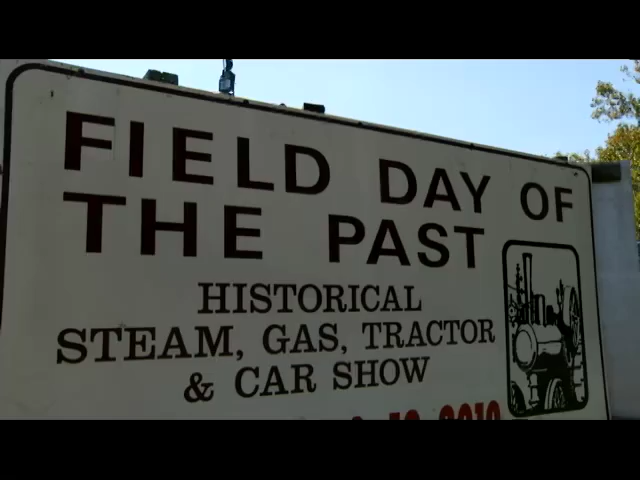 FIELD DAY OF
THE PAST
HISTORICAL
STEAM, GAS, TRACTOR
& CAR SHOW